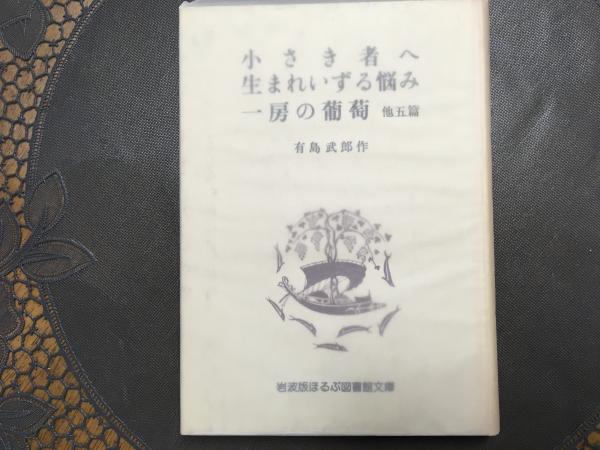 小さき者へ
生まれいずる悩み
一房の葡萄 他五篇
有島武郎作
岩波版ほるぷ図書館文庫